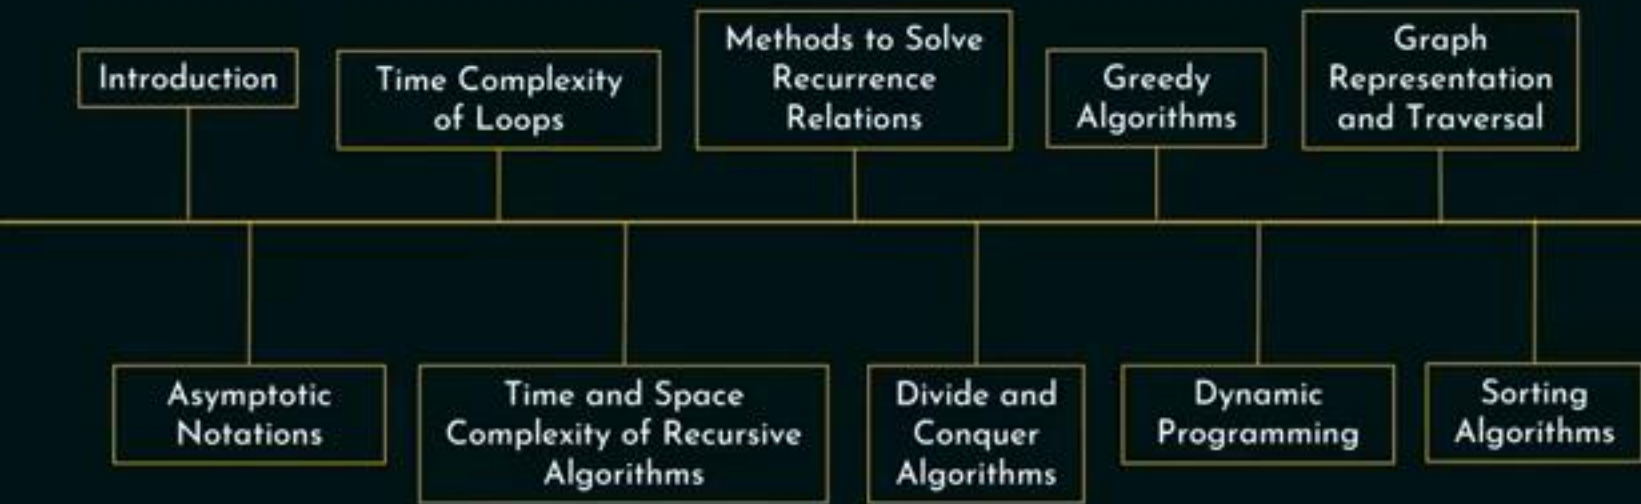 Introduction
Time Complexity
of Loops
Methods to Solve
Recurrence
Relations
Greedy
Algorithms
Graph
Representation
and Traversal
Asymptotic
Notations
Time and Space
Complexity of Recursive
Algorithms
Divide and
Conquer
Algorithms
Dynamic
Programming
Sorting
Algorithms